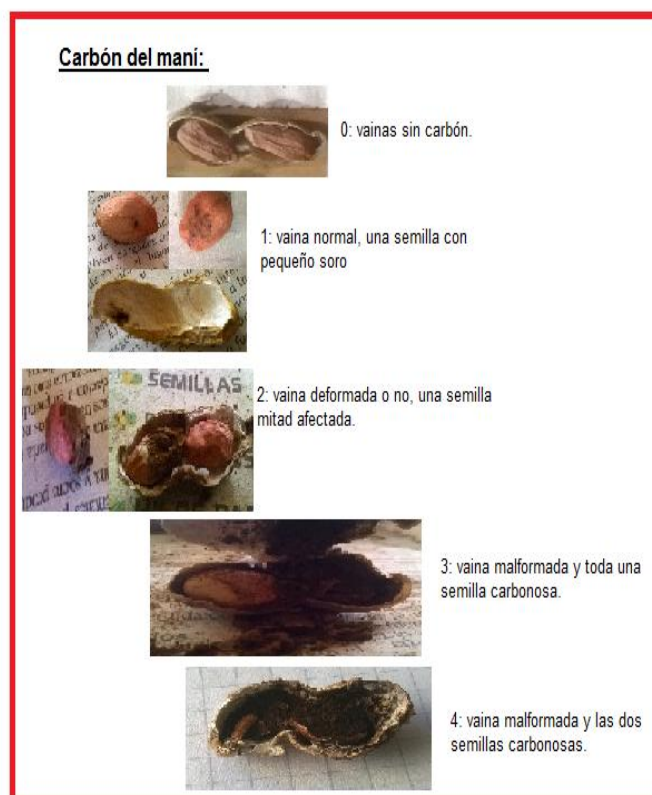 Carbón del maní:
0: vainas sin carbón.
1: vaina normal, una semilla con
pequeño soro
SEMILLAS
2: vaina deformada o no, una semilla
mitad afectada.
3: vaina malformada y toda una
semilla carbonosa.
4: vaina malformada y las dos
semillas carbonosas.